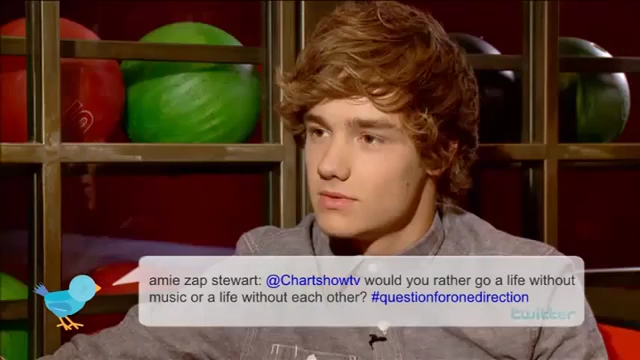 amie zap stewart: @Chartshowtv would you rather go a life without
music or a life without each other? #questionforonedirection
twitter